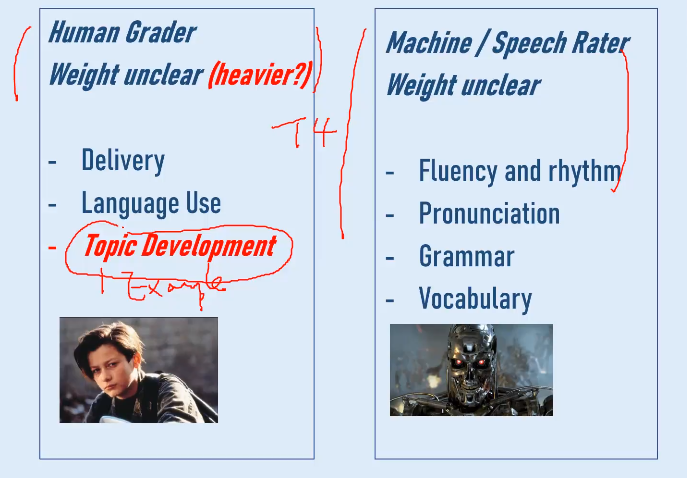 Human Grader
Weight unclear (heavier?)
- Delivery
- Language Use
- Topic Development
1 Example
T4
Machine / Speech Rater
Weight unclear
- Fluency and rhythm
- Pronunciation
- Grammar
- Vocabulary